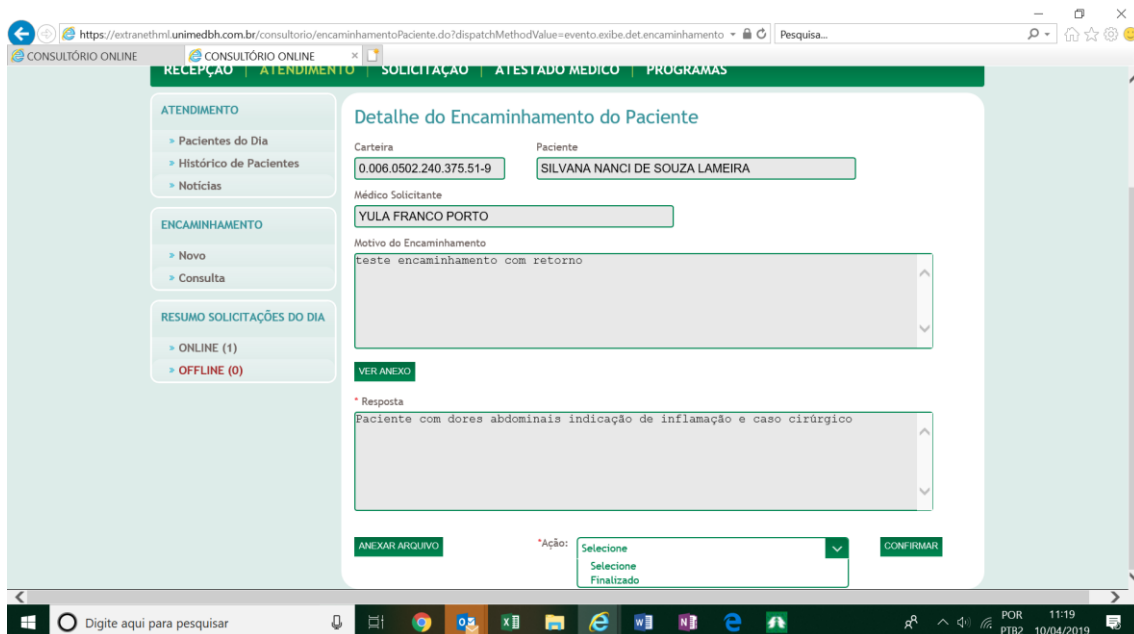 https://extranethml.unimedbh.com.br/consultorio/encaminhamentoPaciente.do?dispatchMethodValue=evento.exibe.det.encaminhamento
Pesquisa...
CONSULTÓRIO ONLINE
CONSULTÓRIO ONLINE
RECEPÇÃO | ATENDIMENTO | SOLICITAÇÃO | ATESTADO MÉDICO | PROGRAMAS
ATENDIMENTO
» Pacientes do Dia
» Histórico de Pacientes
» Notícias
ENCAMINHAMENTO
» Novo
» Consulta
RESUMO SOLICITAÇÕES DO DIA
» ONLINE (1)
» OFFLINE (0)
Detalhe do Encaminhamento do Paciente
Carteira Paciente
0.006.0502.240.375.51-9 SILVANA NANCI DE SOUZA LAMEIRA
Médico Solicitante
YULA FRANCO PORTO
Motivo do Encaminhamento
teste encaminhamento com retorno
VER ANEXO
* Resposta
Paciente com dores abdominais indicação de inflamação e caso cirúrgico
ANEXAR ARQUIVO *Ação: Selecione CONFIRMAR
Selecione
Finalizado
Digite aqui para pesquisar
POR 11:19
PTB2 10/04/2019